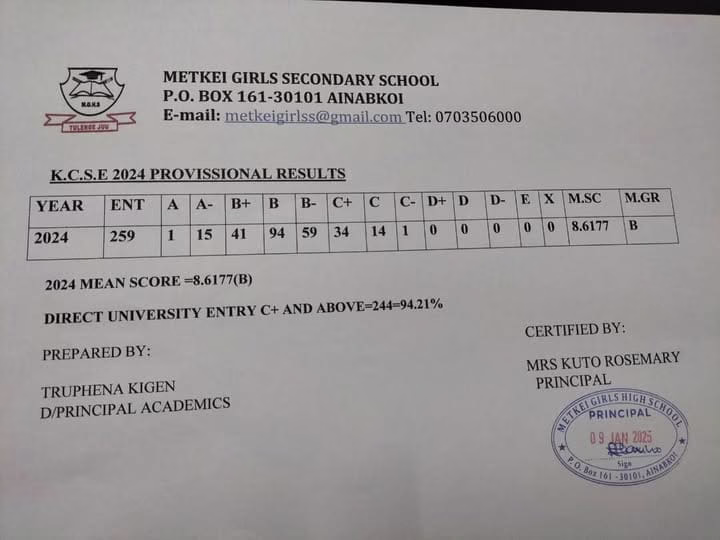 M.G.H.S
TULENGE JUU
METKEI GIRLS SECONDARY SCHOOL
P.O. BOX 161-30101 AINABKOI
E-mail: metkeigirlss@gmail.com Tel: 0703506000
K.C.S.E 2024 PROVISSIONAL RESULTS
YEAR ENT A A- B+ B B- C+ C C- D+ D D- E X M.SC M.GR
2024 259 1 15 41 94 59 34 14 1 0 0 0 0 0 8.6177 B
2024 MEAN SCORE =8.6177(B)
DIRECT UNIVERSITY ENTRY C+ AND ABOVE=244=94.21%
PREPARED BY:
TRUPHENA KIGEN
D/PRINCIPAL ACADEMICS
CERTIFIED BY:
MRS KUTO ROSEMARY
PRINCIPAL
METKEI GIRLS HIGH SCHOOL
PRINCIPAL
09 JAN 2025
Sign
P. O. Box 161 - 30101, AINABKOI